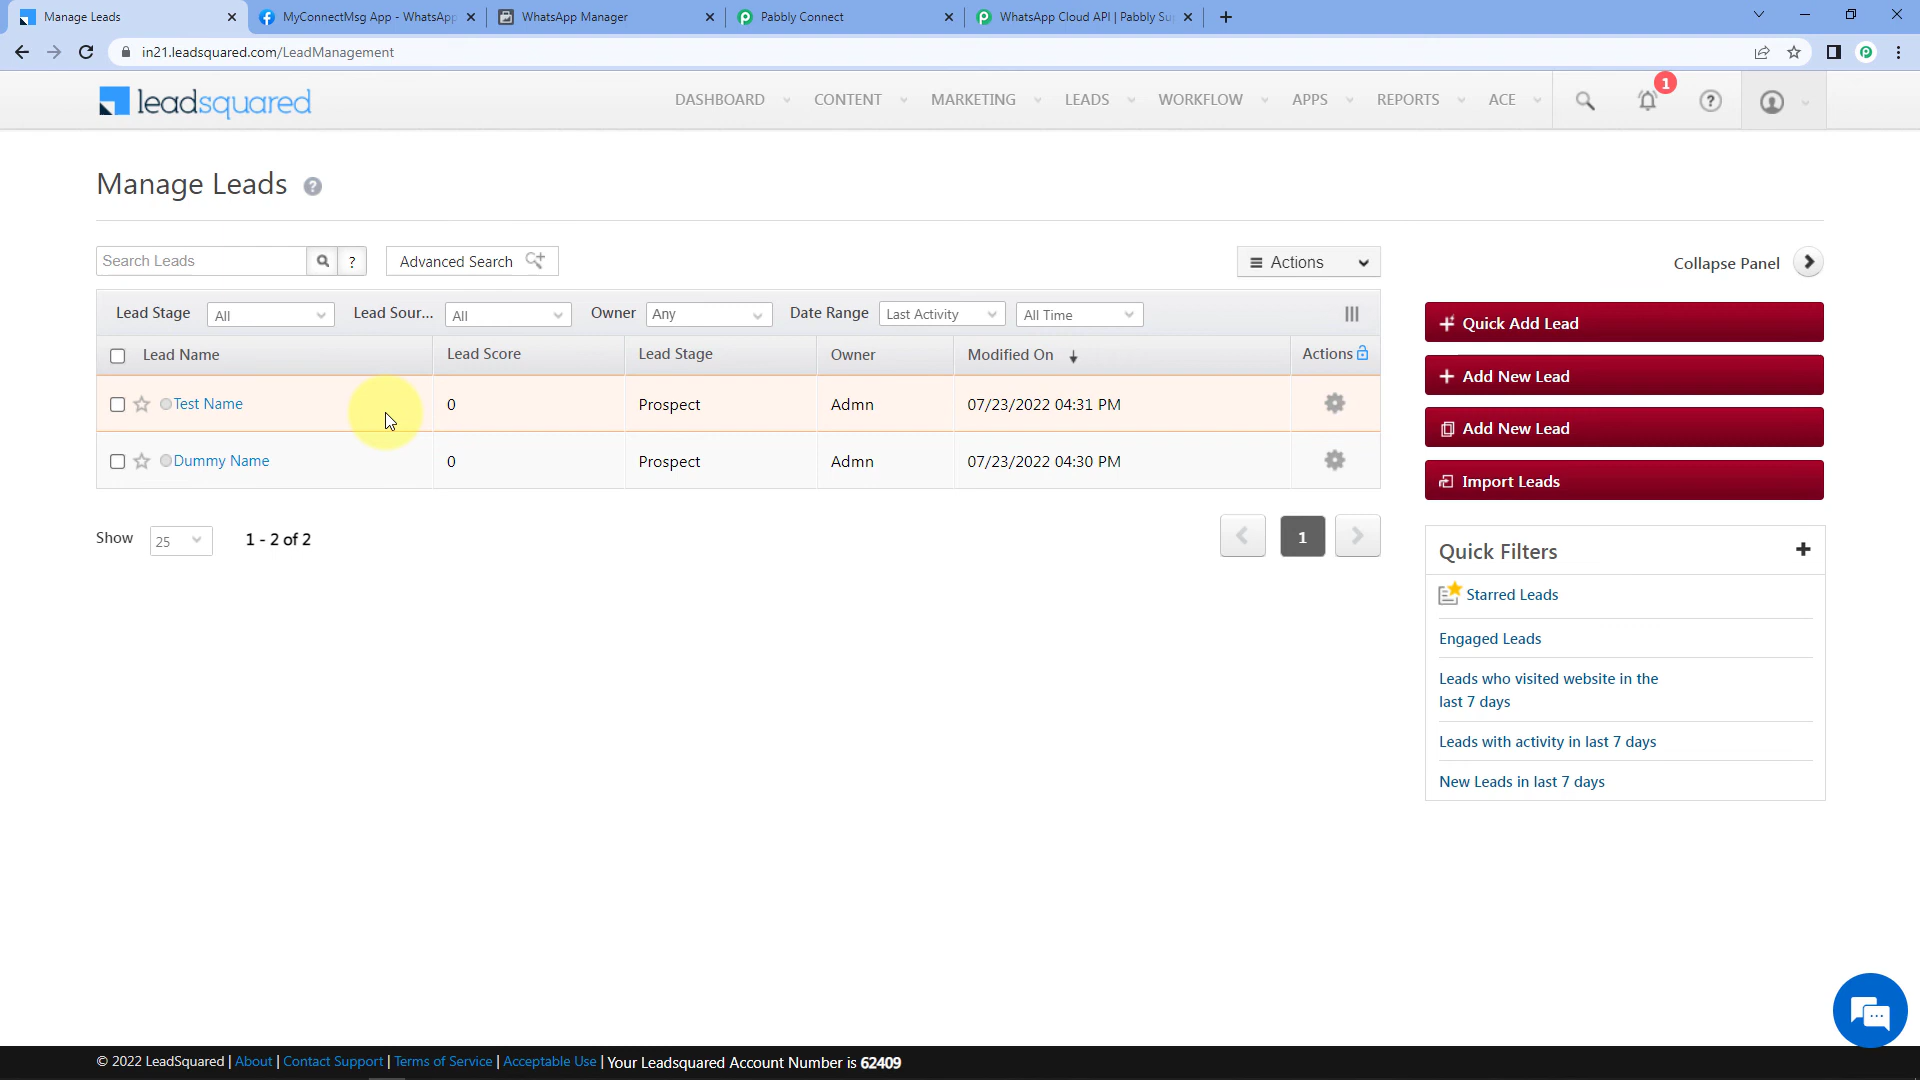 Manage Leads
MyConnectMsg App - WhatsApp
WhatsApp Manager
Pabbly Connect
WhatsApp Cloud API | Pabbly Su
in21.leadsquared.com/LeadManagement
leadsquared
DASHBOARD CONTENT MARKETING LEADS WORKFLOW APPS REPORTS ACE
1
Manage Leads ?
Search Leads ? Advanced Search Actions Collapse Panel
Lead Stage All Lead Sour... All Owner Any Date Range Last Activity All Time
Lead Name Lead Score Lead Stage Owner Modified On Actions
Test Name 0 Prospect Admn 07/23/2022 04:31 PM
Dummy Name 0 Prospect Admn 07/23/2022 04:30 PM
Show 25 1 - 2 of 2 1
Quick Add Lead
Add New Lead
Add New Lead
Import Leads
Quick Filters
Starred Leads
Engaged Leads
Leads who visited website in the
last 7 days
Leads with activity in last 7 days
New Leads in last 7 days
© 2022 LeadSquared | About | Contact Support | Terms of Service | Acceptable Use | Your Leadsquared Account Number is 62409